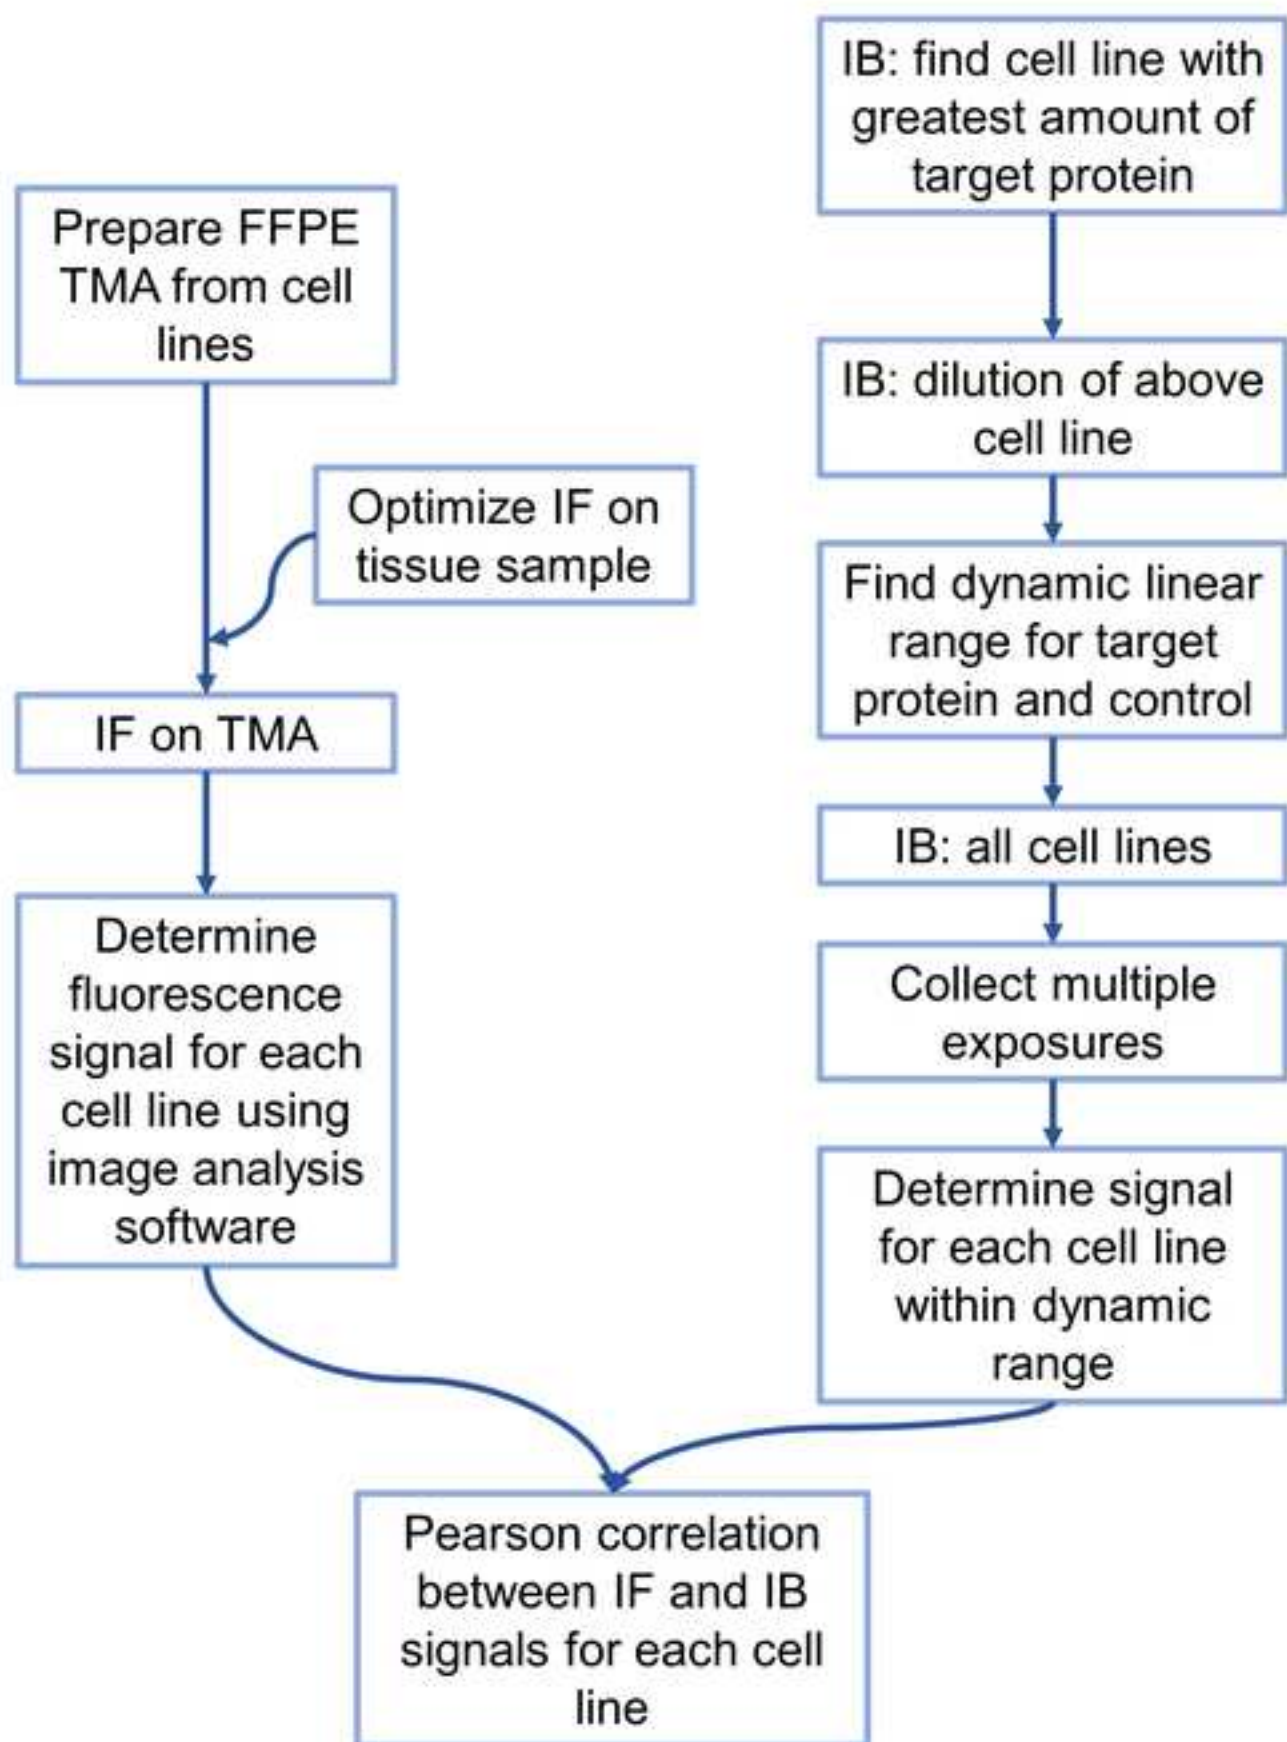 Prepare FFPE
TMA from cell
lines
Optimize IF on
tissue sample
IF on TMA
Determine
fluorescence
signal for each
cell line using
image analysis
software
IB: find cell line with
greatest amount of
target protein
IB: dilution of above
cell line
Find dynamic linear
range for target
protein and control
IB: all cell lines
Collect multiple
exposures
Determine signal
for each cell line
within dynamic
range
Pearson correlation
between IF and IB
signals for each cell
line